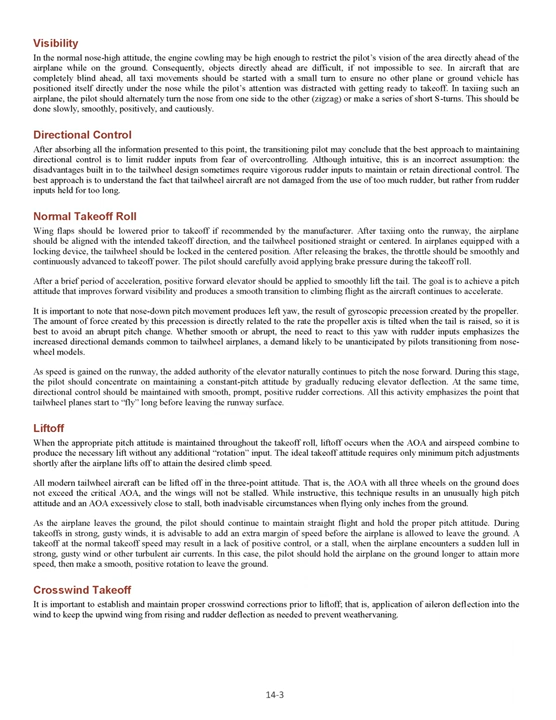 Visibility
In the normal nose-high attitude, the engine cowling may be high enough to restrict the pilot's vision of the area directly ahead of the
airplane while on the ground. Consequently, objects directly ahead are difficult, if not impossible to see. In aircraft that are
completely blind ahead, all taxi movements should be started with a small turn to ensure no other plane or ground vehicle has
positioned itself directly under the nose while the pilot's attention was distracted with getting ready to takeoff. In taxiing such an
airplane, the pilot should alternately turn the nose from one side to the other (zigzag) or make a series of short S-turns. This should be
done slowly, smoothly, positively, and cautiously.
Directional Control
After absorbing all the information presented to this point, the transitioning pilot may conclude that the best approach to maintaining
directional control is to limit rudder inputs from fear of overcontrolling. Although intuitive, this is an incorrect assumption: the
disadvantages built in to the tailwheel design sometimes require vigorous rudder inputs to maintain or retain directional control. The
best approach is to understand the fact that tailwheel aircraft are not damaged from the use of too much rudder, but rather from rudder
inputs held for too long.
Normal Takeoff Roll
Wing flaps should be lowered prior to takeoff if recommended by the manufacturer. After taxiing onto the runway, the airplane
should be aligned with the intended takeoff direction, and the tailwheel positioned straight or centered. In airplanes equipped with a
locking device, the tailwheel should be locked in the centered position. After releasing the brakes, the throttle should be smoothly and
continuously advanced to takeoff power. The pilot should carefully avoid applying brake pressure during the takeoff roll.
After a brief period of acceleration, positive forward elevator should be applied to smoothly lift the tail. The goal is to achieve a pitch
attitude that improves forward visibility and produces a smooth transition to climbing flight as the aircraft continues to accelerate.
It is important to note that nose-down pitch movement produces left yaw, the result of gyroscopic precession created by the propeller.
The amount of force created by this precession is directly related to the rate the propeller axis is tilted when the tail is raised, so it is
best to avoid an abrupt pitch change. Whether smooth or abrupt, the need to react to this yaw with rudder inputs emphasizes the
increased directional demands common to tailwheel airplanes, a demand likely to be unanticipated by pilots transitioning from nose-
wheel models.
As speed is gained on the runway, the added authority of the elevator naturally continues to pitch the nose forward. During this stage,
the pilot should concentrate on maintaining a constant-pitch attitude by gradually reducing elevator deflection. At the same time,
directional control should be maintained with smooth, prompt, positive rudder corrections. All this activity emphasizes the point that
tailwheel planes start to “fly” long before leaving the runway surface.
Liftoff
When the appropriate pitch attitude is maintained throughout the takeoff roll, liftoff occurs when the AOA and airspeed combine to
produce the necessary lift without any additional “rotation” input. The ideal takeoff attitude requires only minimum pitch adjustments
shortly after the airplane lifts off to attain the desired climb speed.
All modern tailwheel aircraft can be lifted off in the three-point attitude. That is, the AOA with all three wheels on the ground does
not exceed the critical AOA, and the wings will not be stalled. While instructive, this technique results in an unusually high pitch
attitude and an AOA excessively close to stall, both inadvisable circumstances when flying only inches from the ground.
As the airplane leaves the ground, the pilot should continue to maintain straight flight and hold the proper pitch attitude. During
takeoffs in strong, gusty winds, it is advisable to add an extra margin of speed before the airplane is allowed to leave the ground. A
takeoff at the normal takeoff speed may result in a lack of positive control, or a stall, when the airplane encounters a sudden lull in
strong, gusty wind or other turbulent air currents. In this case, the pilot should hold the airplane on the ground longer to attain more
speed, then make a smooth, positive rotation to leave the ground.
Crosswind Takeoff
It is important to establish and maintain proper crosswind corrections prior to liftoff; that is, application of aileron deflection into the
wind to keep the upwind wing from rising and rudder deflection as needed to prevent weathervaning.
14-3